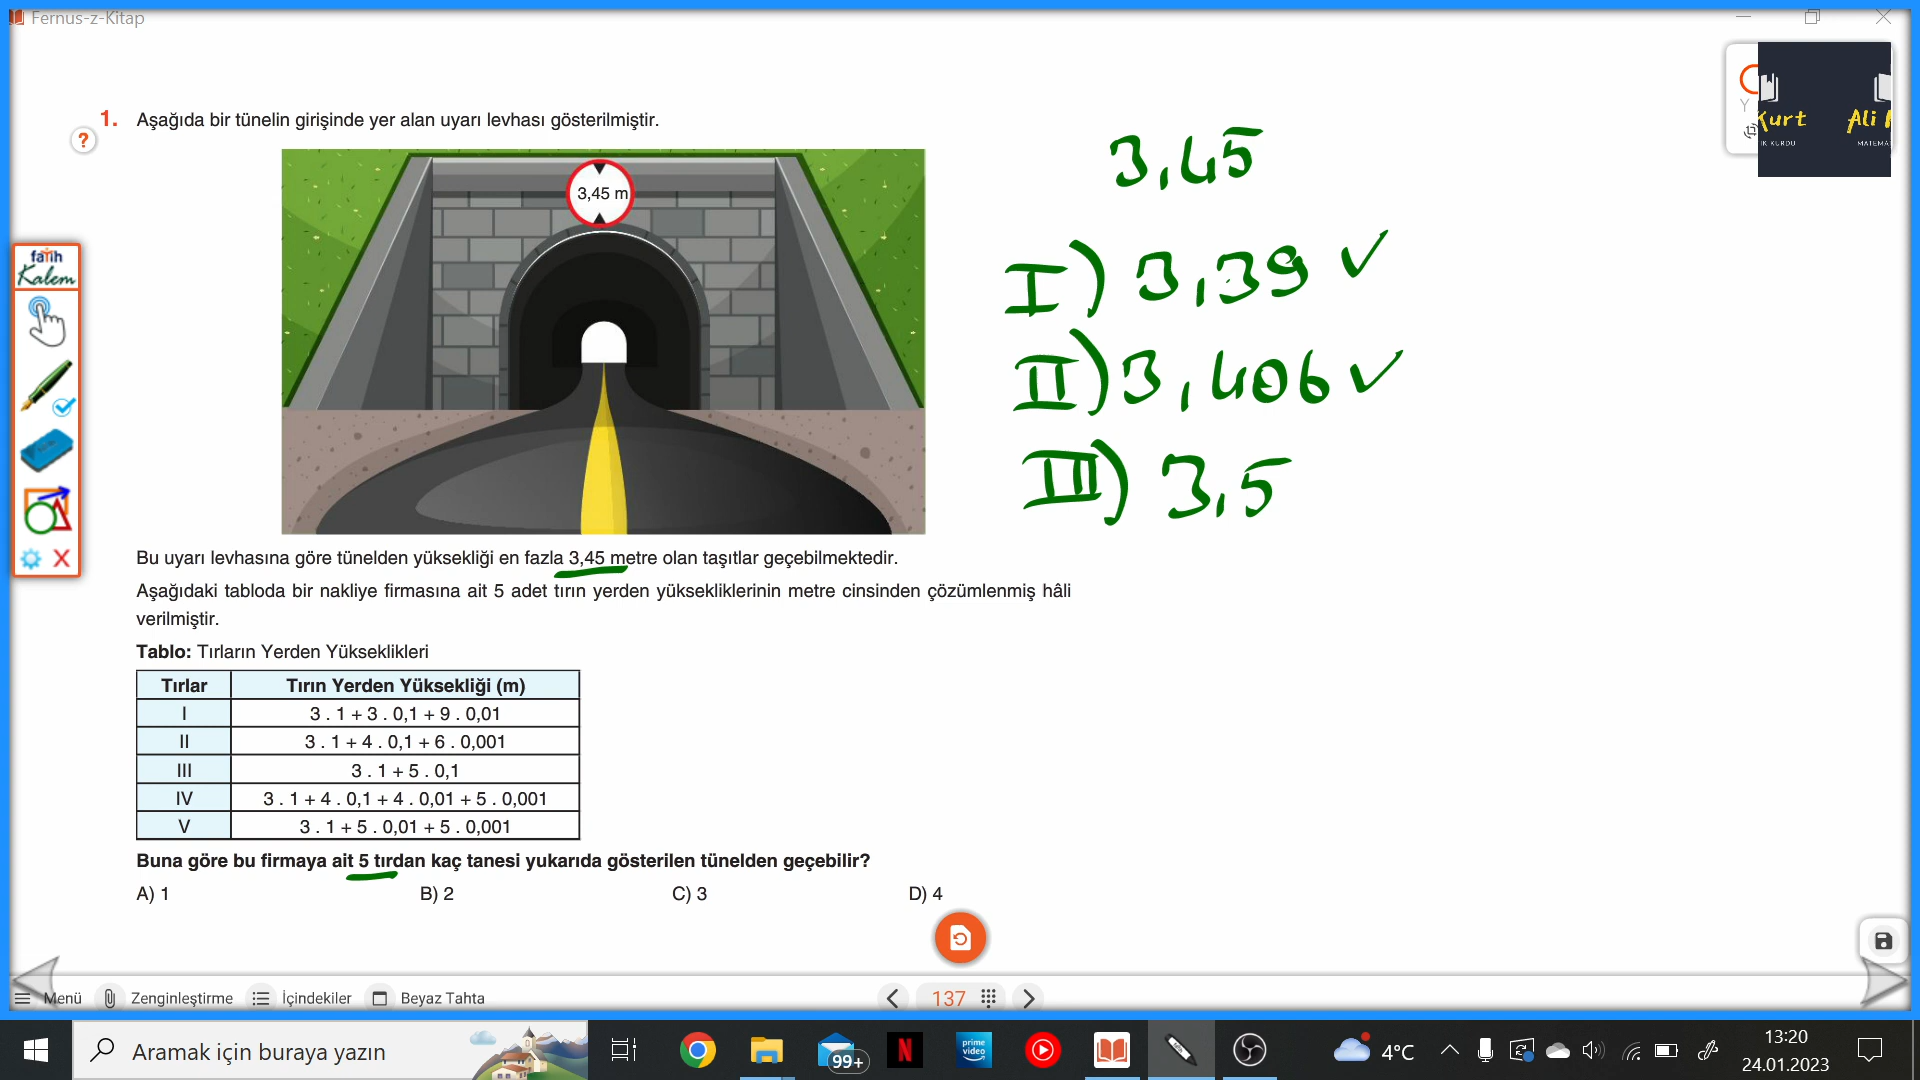 Fernus-z-Kitap
1. Aşağıda bir tünelin girişinde yer alan uyarı levhası gösterilmiştir.
?
3,45 m
3,45
I) 3,39 ✓
II) 3,406 ✓
III) 3,5
Kurt
Ali
IK KURDU
MATEMA
Y
fatih
Kalem
Bu uyarı levhasına göre tünelden yüksekliği en fazla 3,45 metre olan taşıtlar geçebilmektedir.
Aşağıdaki tabloda bir nakliye firmasına ait 5 adet tırın yerden yüksekliklerinin metre cinsinden çözümlenmiş hâli
verilmiştir.
Tablo: Tırların Yerden Yükseklikleri
Tırlar Tırın Yerden Yüksekliği (m)
I 3 . 1 + 3 . 0,1 + 9 . 0,01
II 3 . 1 + 4 . 0,1 + 6 . 0,001
III 3 . 1 + 5 . 0,1
IV 3 . 1 + 4 . 0,1 + 4 . 0,01 + 5 . 0,001
V 3 . 1 + 5 . 0,01 + 5 . 0,001
Buna göre bu firmaya ait 5 tırdan kaç tanesi yukarıda gösterilen tünelden geçebilir?
A) 1 B) 2 C) 3 D) 4
Menü Zenginleştirme İçindekiler Beyaz Tahta
137
Aramak için buraya yazın
99+
N
prime video
4°C
13:20
24.01.2023